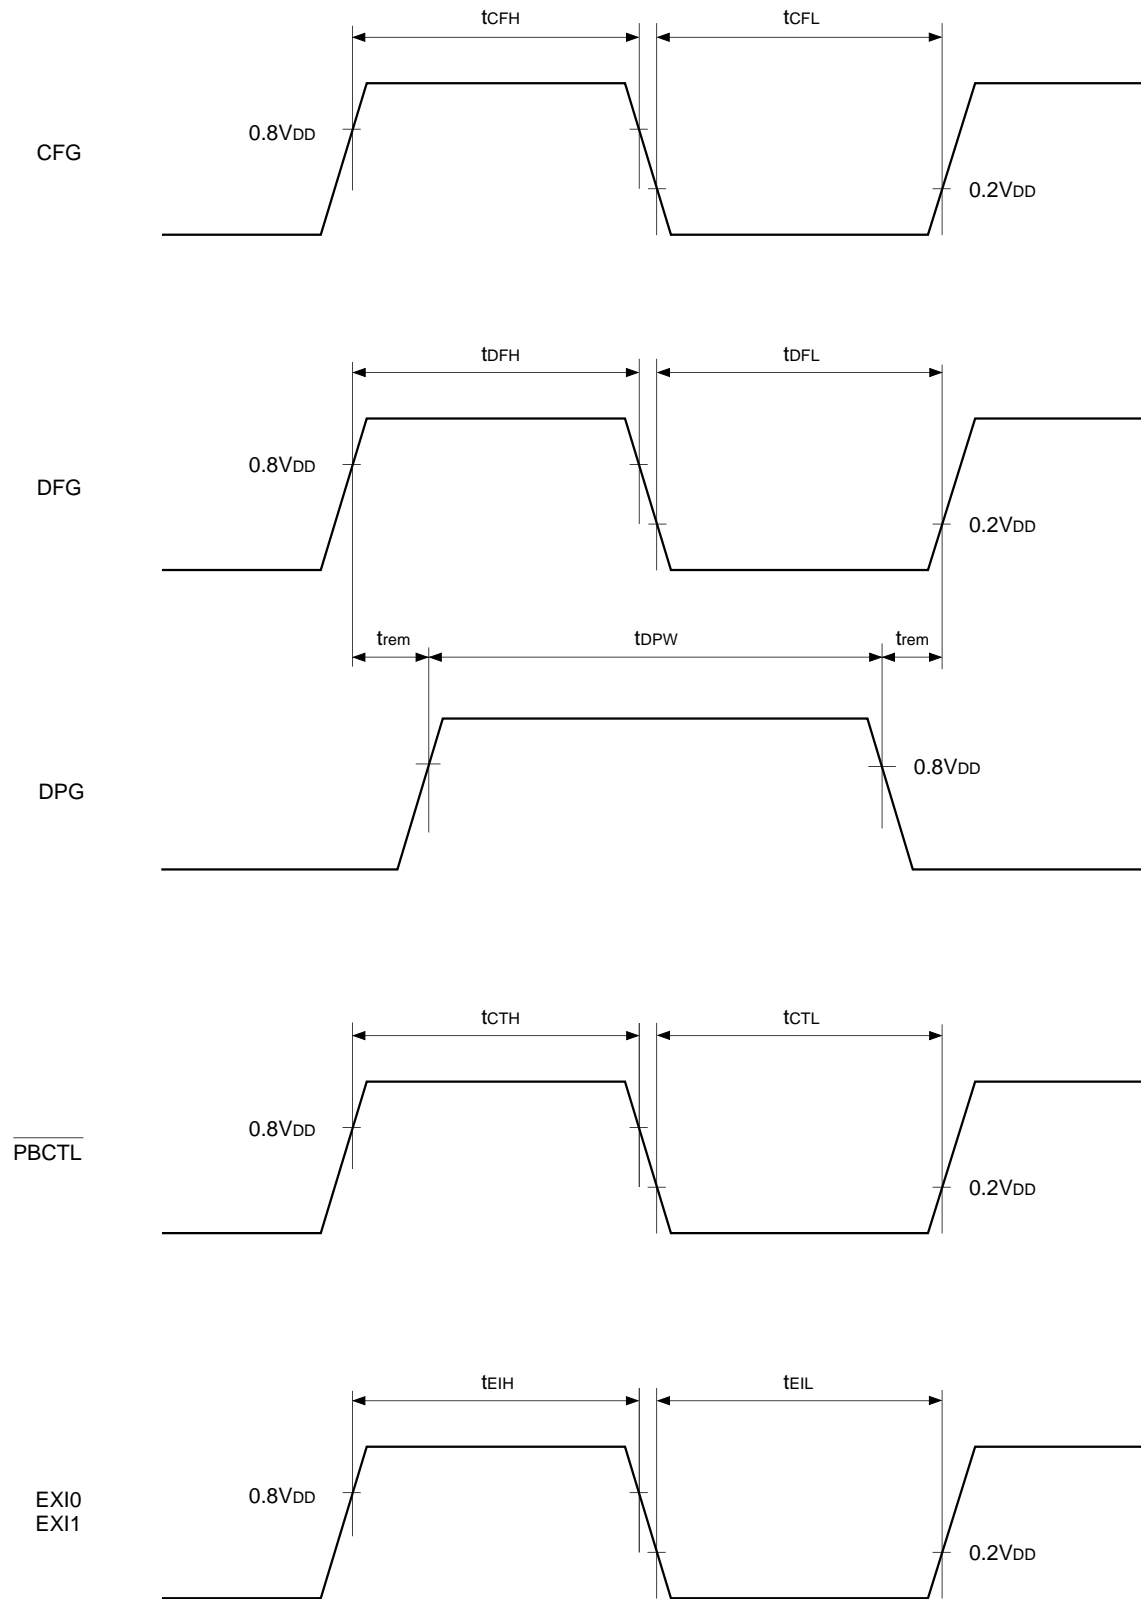 tCFH tCFL
0.8VDD
CFG
0.2VDD
tDFH tDFL
0.8VDD
DFG
0.2VDD
trem tDPW trem
0.8VDD
DPG
tCTH tCTL
0.8VDD
PBCTL
0.2VDD
tEIH tEIL
0.8VDD
EXI0
EXI1
0.2VDD